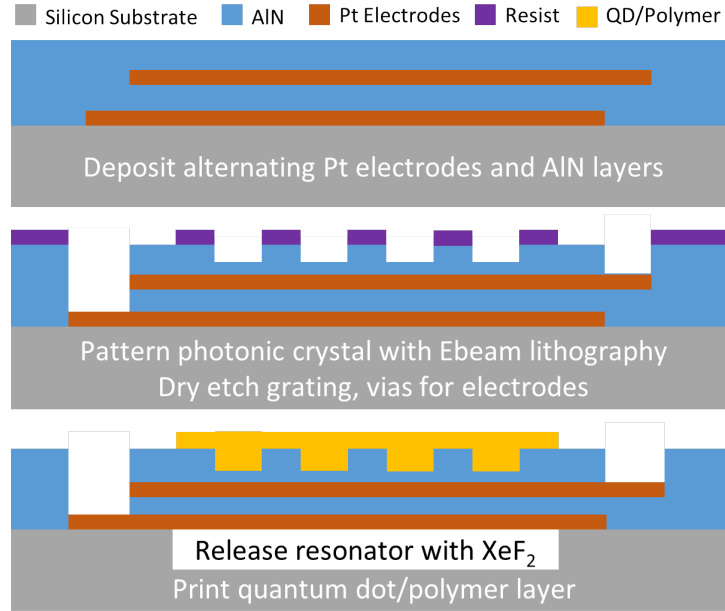 Silicon Substrate AlN Pt Electrodes Resist QD/Polymer
Deposit alternating Pt electrodes and AlN layers
Pattern photonic crystal with Ebeam lithography
Dry etch grating, vias for electrodes
Release resonator with XeF₂
Print quantum dot/polymer layer